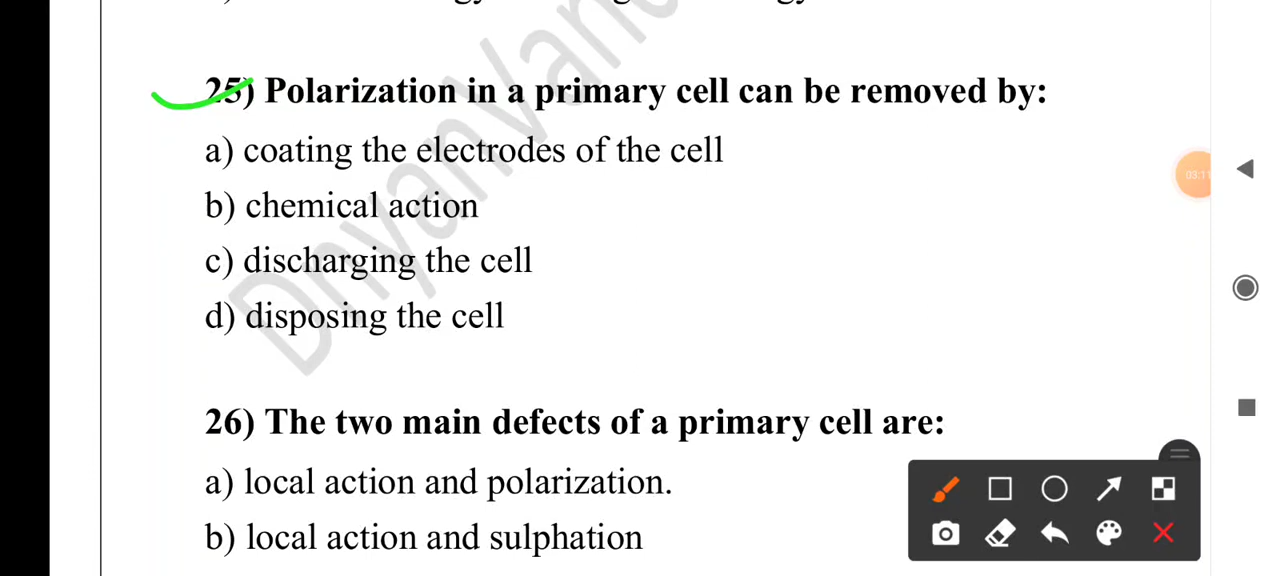 25) Polarization in a primary cell can be removed by:
a) coating the electrodes of the cell
b) chemical action
c) discharging the cell
d) disposing the cell
26) The two main defects of a primary cell are:
a) local action and polarization.
b) local action and sulphation
03:11